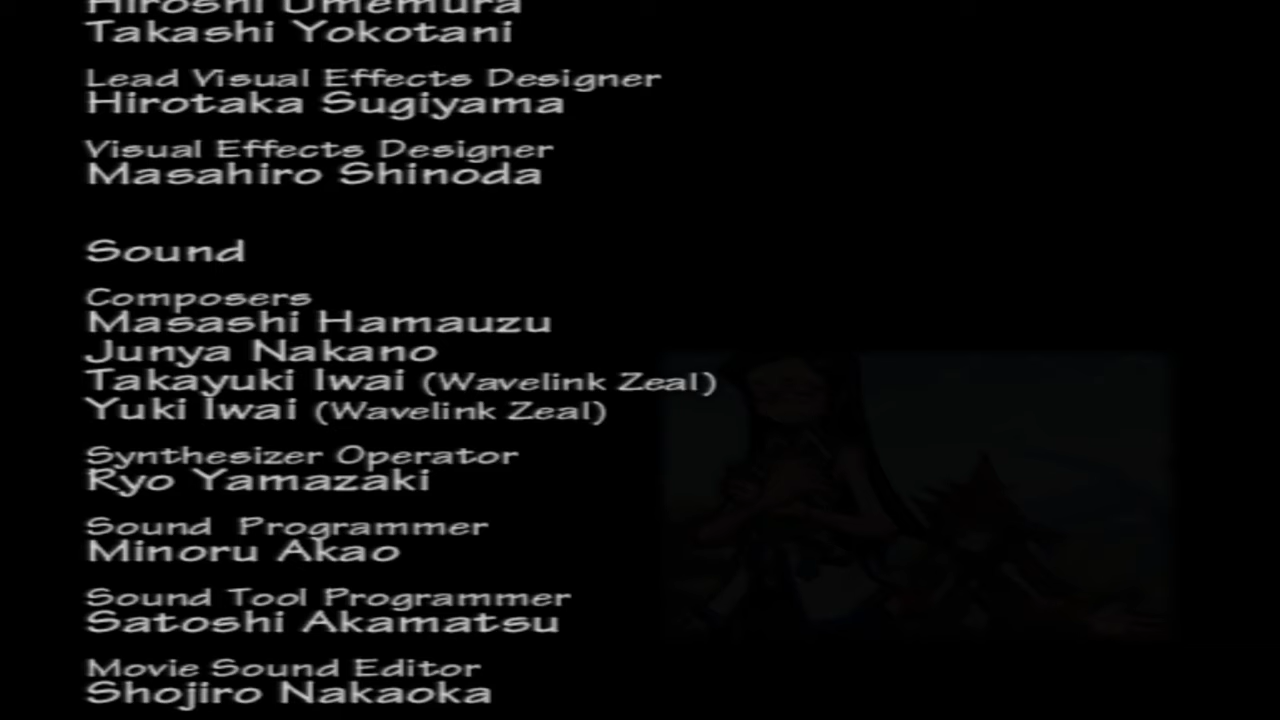 Hiroshi Umemura
Takashi Yokotani
Lead Visual Effects Designer
Hirotaka Sugiyama
Visual Effects Designer
Masahiro Shinoda
Sound
Composers
Masashi Hamauzu
Junya Nakano
Takayuki Iwai (Wavelink Zeal)
Yuki Iwai (Wavelink Zeal)
Synthesizer Operator
Ryo Yamazaki
Sound Programmer
Minoru Akao
Sound Tool Programmer
Satoshi Akamatsu
Movie Sound Editor
Shojiro Nakaoka